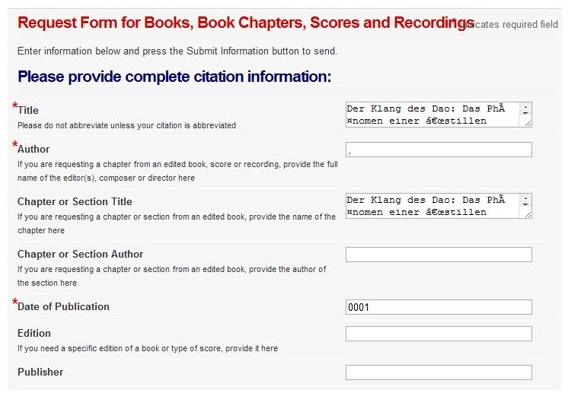 Request Form for Books, Book Chapters, Scores and Recordings
icates required field
Enter information below and press the Submit Information button to send.
Please provide complete citation information:
*Title
Please do not abbreviate unless your citation is abbreviated
Der Klang des Dao: Das PhÃ
¤nomen einer â€œstillen
*Author
If you are requesting a chapter from an edited book, score or recording, provide the full
name of the editor(s), composer or director here
,
Chapter or Section Title
If you are requesting a chapter or section from an edited book, provide the name of the
chapter here
Der Klang des Dao: Das PhÃ
¤nomen einer â€œstillen
Chapter or Section Author
If you are requesting a chapter or section from an edited book, provide the author of
the section here
*Date of Publication
0001
Edition
If you need a specific edition of a book or type of score, provide it here
Publisher